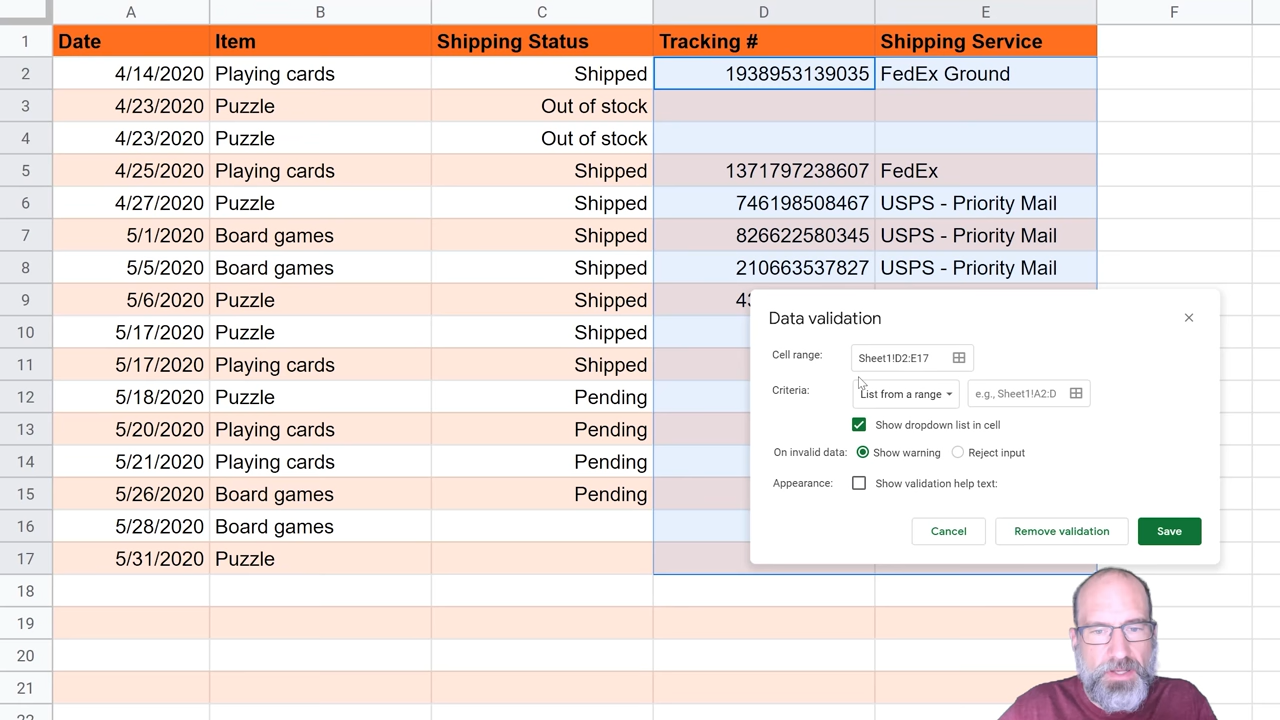 A B C D E F
1 Date Item Shipping Status Tracking # Shipping Service
2 4/14/2020 Playing cards Shipped 1938953139035 FedEx Ground
3 4/23/2020 Puzzle Out of stock
4 4/23/2020 Puzzle Out of stock
5 4/25/2020 Playing cards Shipped 1371797238607 FedEx
6 4/27/2020 Puzzle Shipped 746198508467 USPS - Priority Mail
7 5/1/2020 Board games Shipped 826622580345 USPS - Priority Mail
8 5/5/2020 Board games Shipped 210663537827 USPS - Priority Mail
9 5/6/2020 Puzzle Shipped
10 5/17/2020 Puzzle Shipped
11 5/17/2020 Playing cards Shipped
12 5/18/2020 Puzzle Pending
13 5/20/2020 Playing cards Pending
14 5/21/2020 Playing cards Pending
15 5/26/2020 Board games Pending
16 5/28/2020 Board games
17 5/31/2020 Puzzle
18
19
20
21
Data validation
Cell range: Sheet1!D2:E17
Criteria: List from a range e.g., Sheet1!A2:D
Show dropdown list in cell
On invalid data: Show warning Reject input
Appearance: Show validation help text:
Cancel Remove validation Save